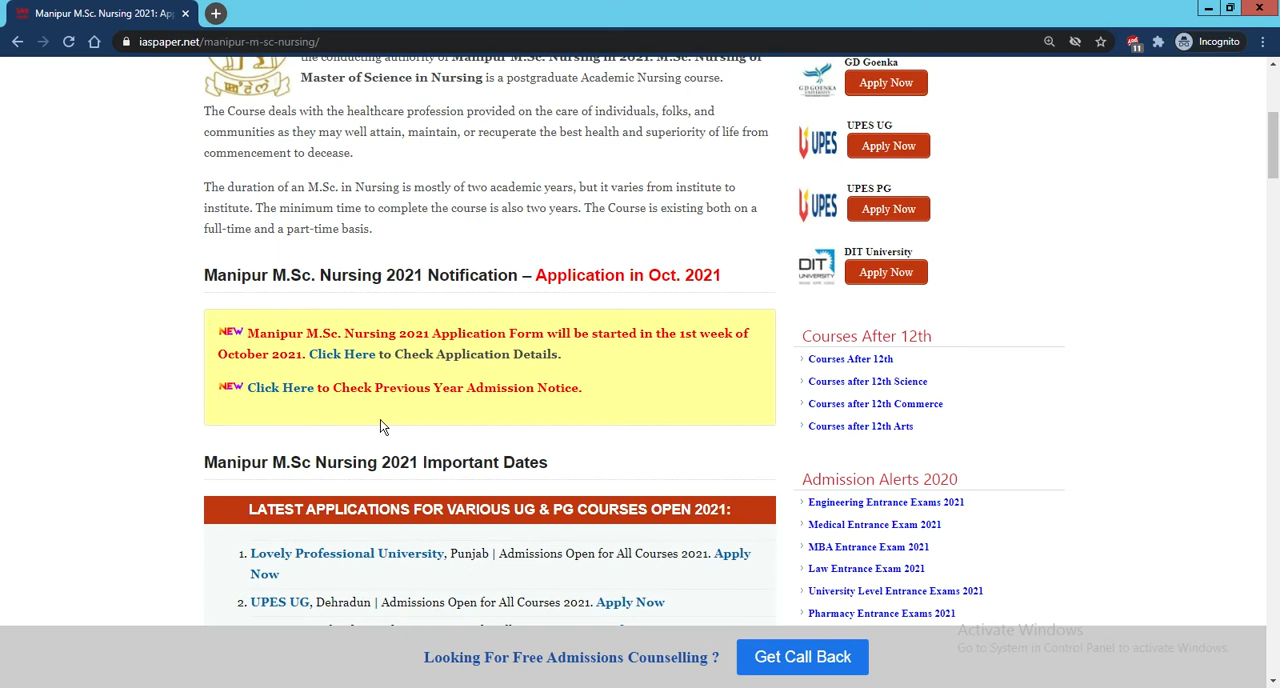 Manipur M.Sc. Nursing 2021: Ap
iaspaper.net/manipur-m-sc-nursing/
11
Incognito
the conducting authority of Manipur M.Sc. Nursing in 2021. M.Sc. Nursing or
Master of Science in Nursing is a postgraduate Academic Nursing course.
The Course deals with the healthcare profession provided on the care of individuals, folks, and
communities as they may well attain, maintain, or recuperate the best health and superiority of life from
commencement to decease.
The duration of an M.Sc. in Nursing is mostly of two academic years, but it varies from institute to
institute. The minimum time to complete the course is also two years. The Course is existing both on a
full-time and a part-time basis.
Manipur M.Sc. Nursing 2021 Notification – Application in Oct. 2021
NEW Manipur M.Sc. Nursing 2021 Application Form will be started in the 1st week of
October 2021. Click Here to Check Application Details.
NEW Click Here to Check Previous Year Admission Notice.
Manipur M.Sc Nursing 2021 Important Dates
LATEST APPLICATIONS FOR VARIOUS UG & PG COURSES OPEN 2021:
1. Lovely Professional University, Punjab | Admissions Open for All Courses 2021. Apply
Now
2. UPES UG, Dehradun | Admissions Open for All Courses 2021. Apply Now
GD Goenka
GD GOENKA
UNIVERSITY
Apply Now
UPES UG
UPES
Apply Now
UPES PG
UPES
Apply Now
DIT University
DIT
UNIVERSITY
Apply Now
Courses After 12th
Courses After 12th
Courses after 12th Science
Courses after 12th Commerce
Courses after 12th Arts
Admission Alerts 2020
Engineering Entrance Exams 2021
Medical Entrance Exam 2021
MBA Entrance Exam 2021
Law Entrance Exam 2021
University Level Entrance Exams 2021
Pharmacy Entrance Exams 2021
Activate Windows
Go to System in Control Panel to activate Windows.
Looking For Free Admissions Counselling ?
Get Call Back